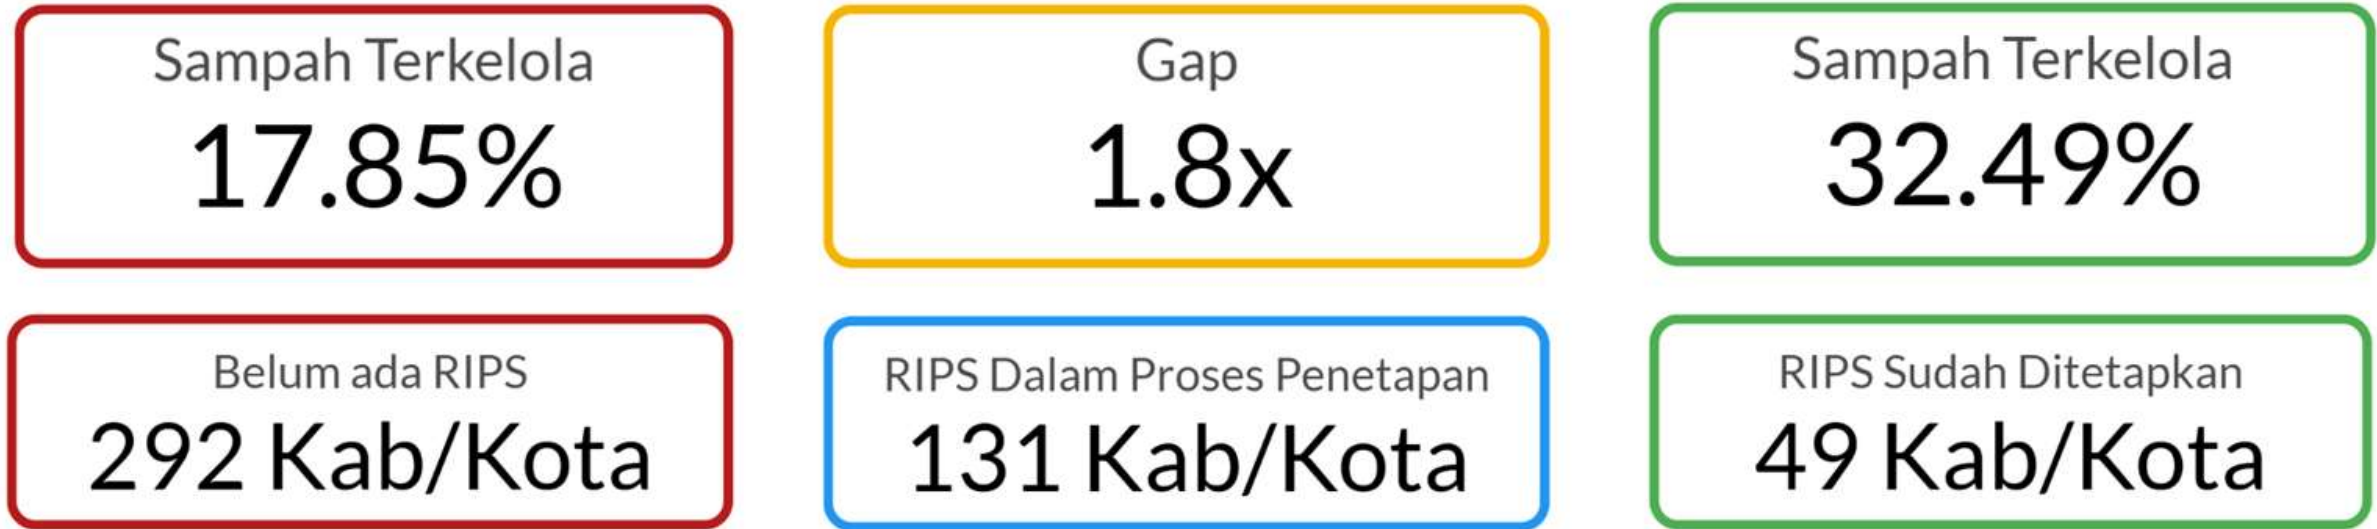 Sampah Terkelola
17.85%
Gap
1.8x
Sampah Terkelola
32.49%
Belum ada RIPS
292 Kab/Kota
RIPS Dalam Proses Penetapan
131 Kab/Kota
RIPS Sudah Ditetapkan
49 Kab/Kota